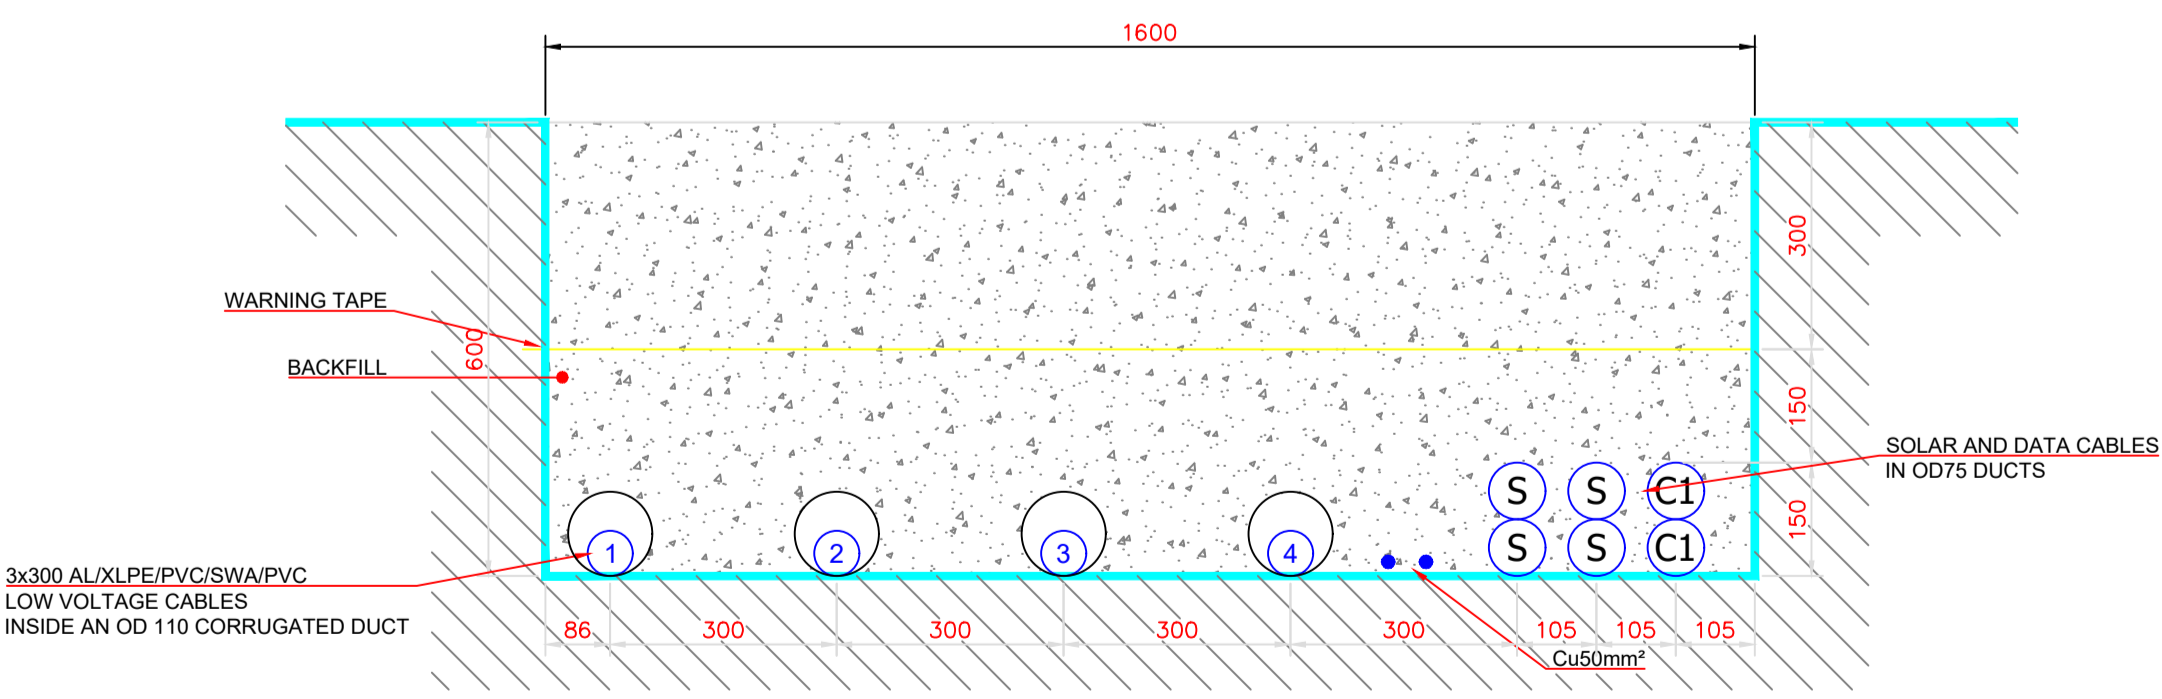 1600
WARNING TAPE
600
BACKFILL
300
150
150
SOLAR AND DATA CABLES
IN OD75 DUCTS
S S C1
S S C1
1 2 3 4
3x300 AL/XLPE/PVC/SWA/PVC
LOW VOLTAGE CABLES
INSIDE AN OD 110 CORRUGATED DUCT
86 300 300 300 300 105 105 105
Cu50mm²